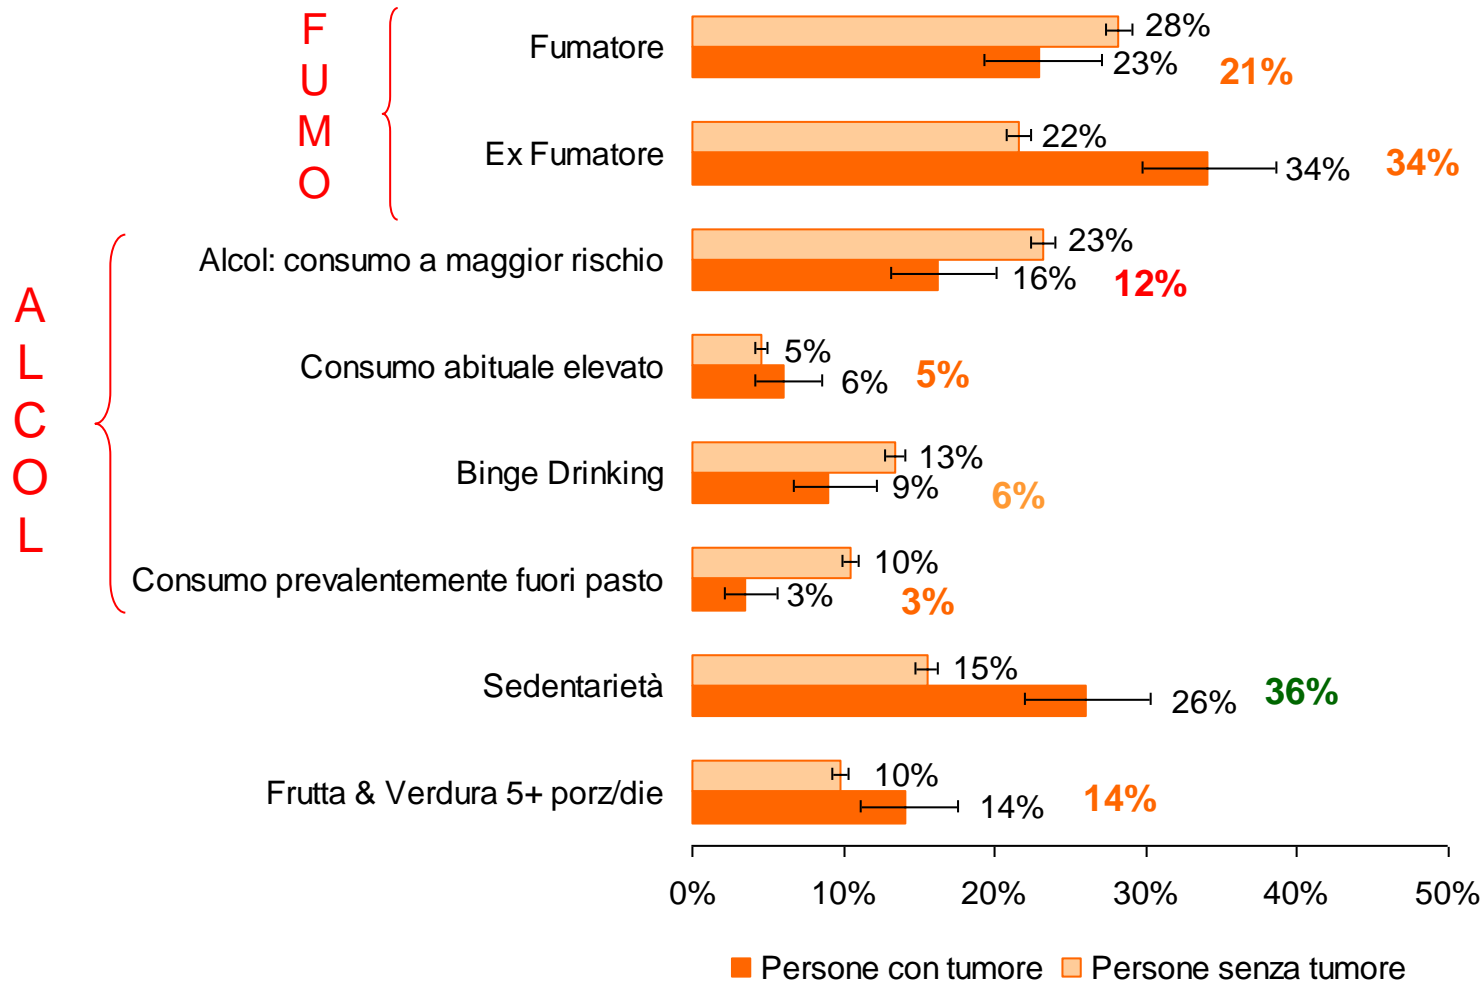 FUMO
Fumatore
28%
23%
21%
Ex Fumatore
22%
34%
34%
ALCOL
Alcol: consumo a maggior rischio
23%
16%
12%
Consumo abituale elevato
5%
6%
5%
Binge Drinking
13%
9%
6%
Consumo prevalentemente fuori pasto
10%
3%
3%
Sedentarietà
15%
26%
36%
Frutta & Verdura 5+ porz/die
10%
14%
14%
0% 10% 20% 30% 40% 50%
Persone con tumore Persone senza tumore